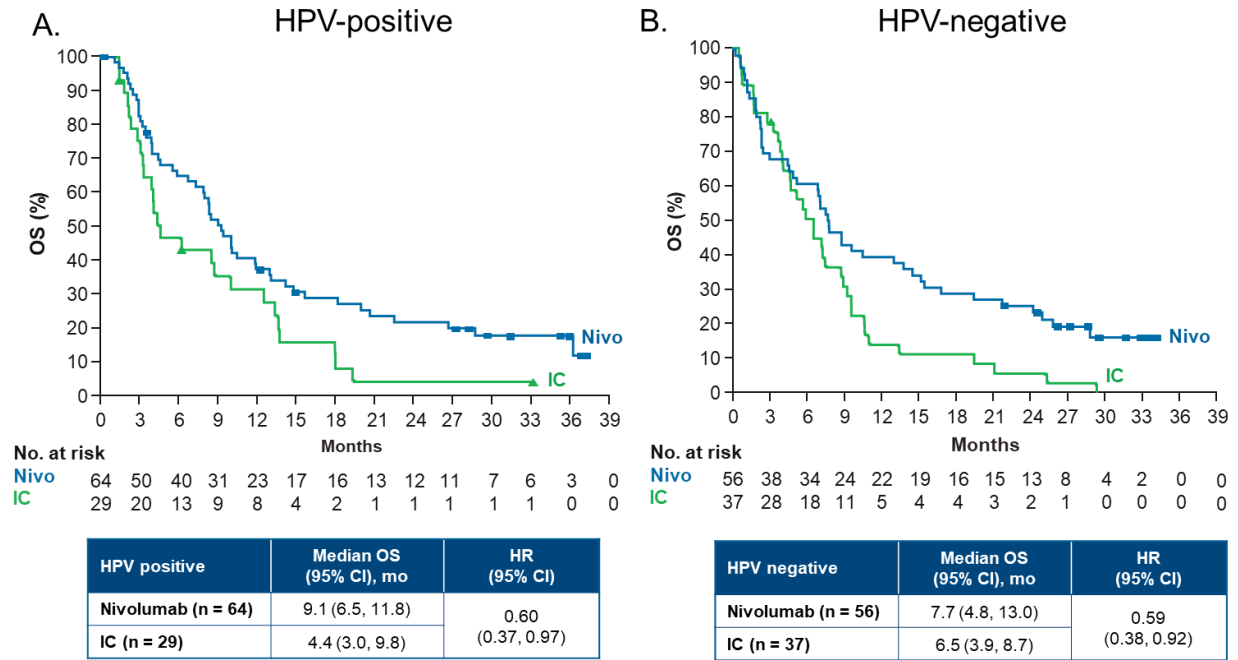 A.
HPV-positive
100
90
80
70
60
50
40
30
20
10
0
OS (%)
Nivo
IC
0 3 6 9 12 15 18 21 24 27 30 33 36 39
Months
No. at risk
Nivo 64 50 40 31 23 17 16 13 12 11 7 6 3 0
IC 29 20 13 9 8 4 2 1 1 1 1 1 0 0
HPV positive Median OS (95% CI), mo HR (95% CI)
Nivolumab (n = 64) 9.1 (6.5, 11.8) 0.60 (0.37, 0.97)
IC (n = 29) 4.4 (3.0, 9.8)
B.
HPV-negative
100
90
80
70
60
50
40
30
20
10
0
OS (%)
Nivo
IC
0 3 6 9 12 15 18 21 24 27 30 33 36 39
Months
No. at risk
Nivo 56 38 34 24 22 19 16 15 13 8 4 2 0 0
IC 37 28 18 11 5 4 4 3 2 1 0 0 0 0
HPV negative Median OS (95% CI), mo HR (95% CI)
Nivolumab (n = 56) 7.7 (4.8, 13.0) 0.59 (0.38, 0.92)
IC (n = 37) 6.5 (3.9, 8.7)